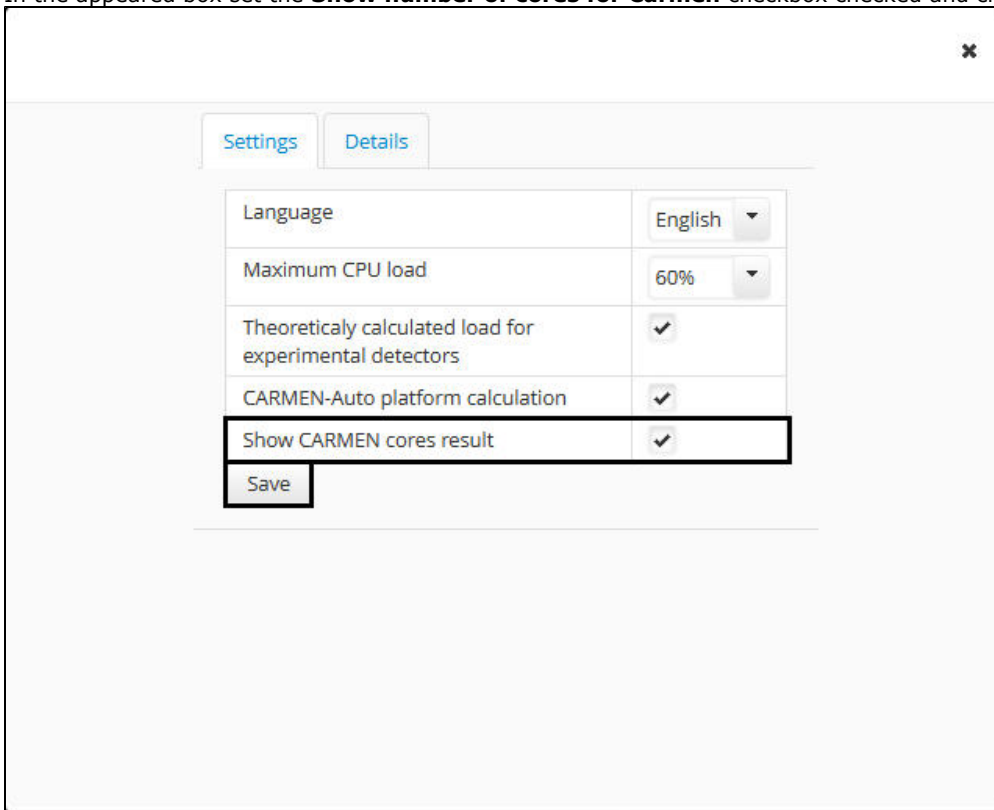 In the appeared box set the Show number of cores for Carmen checkbox checked and cl
Settings Details
Language English
Maximum CPU load 60%
Theoreticaly calculated load for
experimental detectors
CARMEN-Auto platform calculation
Show CARMEN cores result
Save